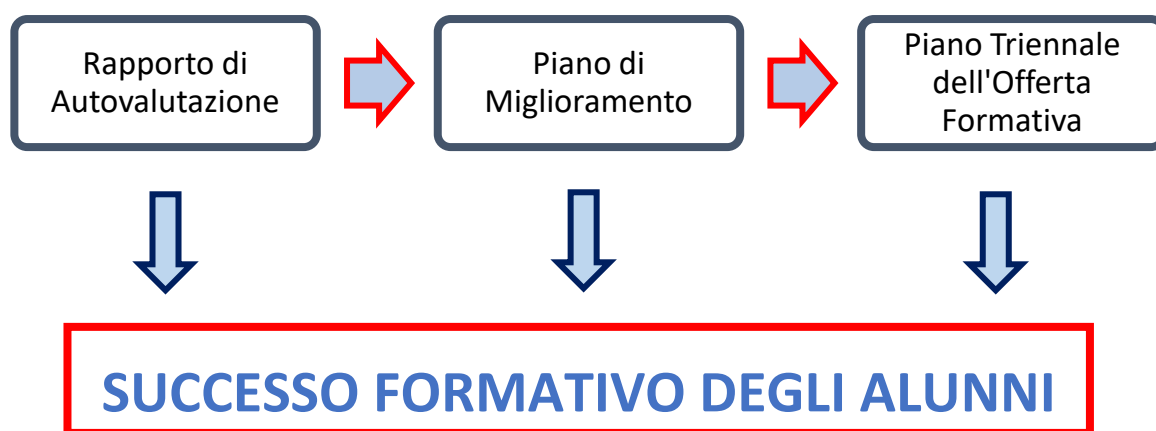 Rapporto di
Autovalutazione
Piano di
Miglioramento
Piano Triennale
dell'Offerta
Formativa
SUCCESSO FORMATIVO DEGLI ALUNNI